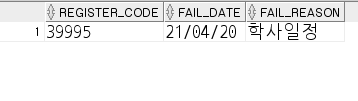 REGISTER_CODE FAIL_DATE FAIL_REASON
1 39995 21/04/20 학사일정